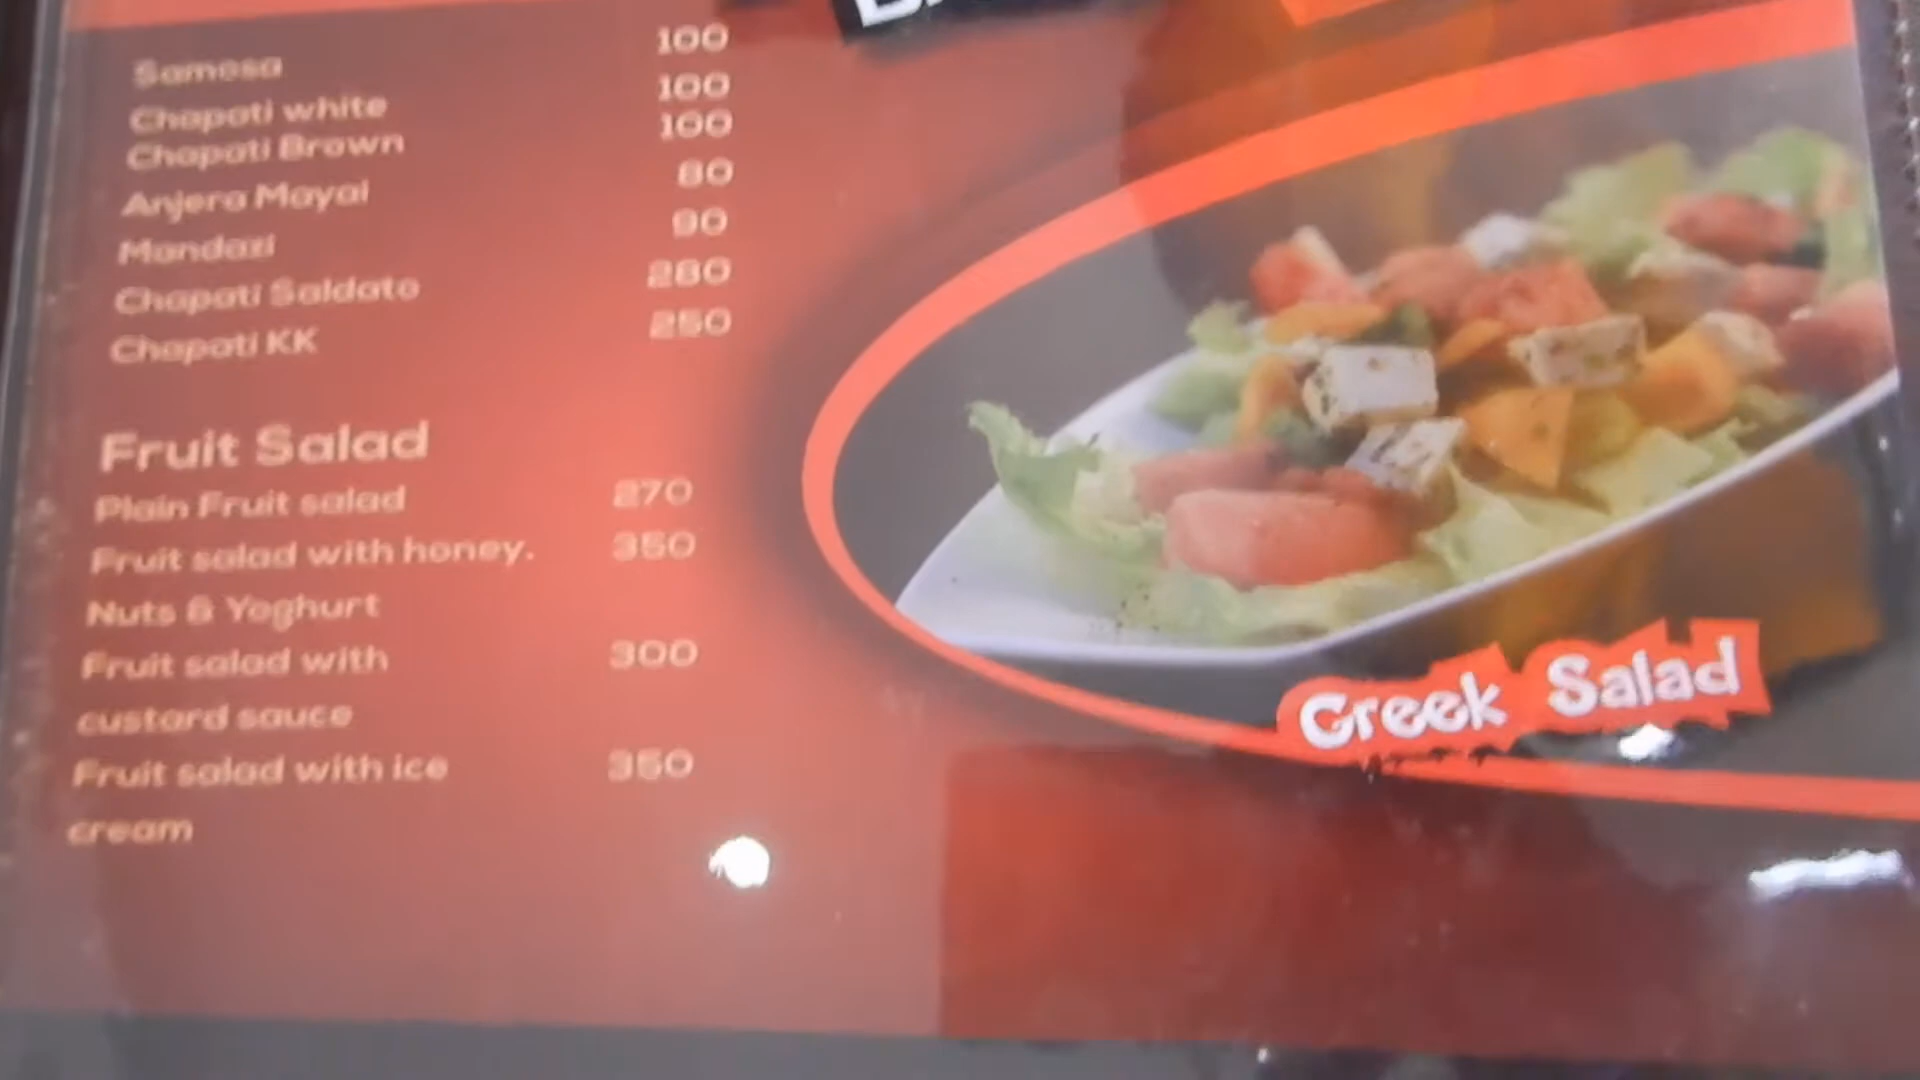 Samosa 100
Chapati white 100
Chapati Brown 100
Anjera Mayai 80
Mandazi 90
Chapati Saldato 280
Chapati KK 250
Fruit Salad
Plain Fruit salad 270
Fruit salad with honey. 350
Nuts & Yoghurt
Fruit salad with 300
custard sauce
Fruit salad with ice 350
cream
Greek Salad